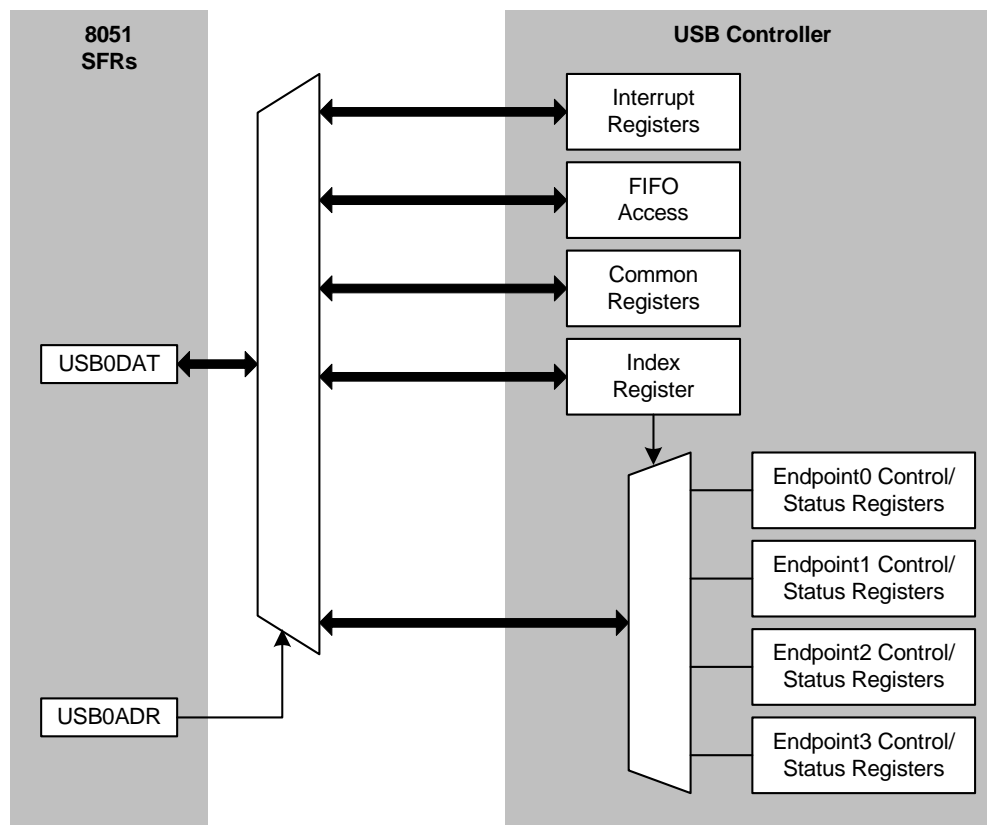 8051
SFRs
USB Controller
Interrupt
Registers
FIFO
Access
Common
Registers
USB0DAT
Index
Register
Endpoint0 Control/
Status Registers
Endpoint1 Control/
Status Registers
Endpoint2 Control/
Status Registers
USB0ADR
Endpoint3 Control/
Status Registers